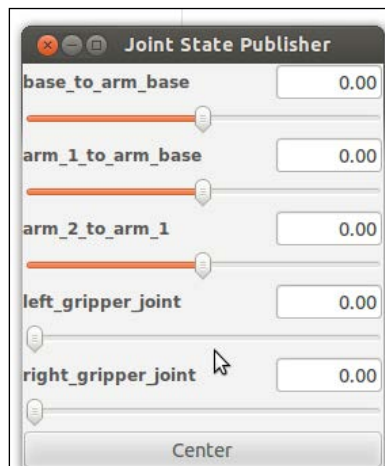 Joint State Publisher
base_to_arm_base 0.00
arm_1_to_arm_base 0.00
arm_2_to_arm_1 0.00
left_gripper_joint 0.00
right_gripper_joint 0.00
Center